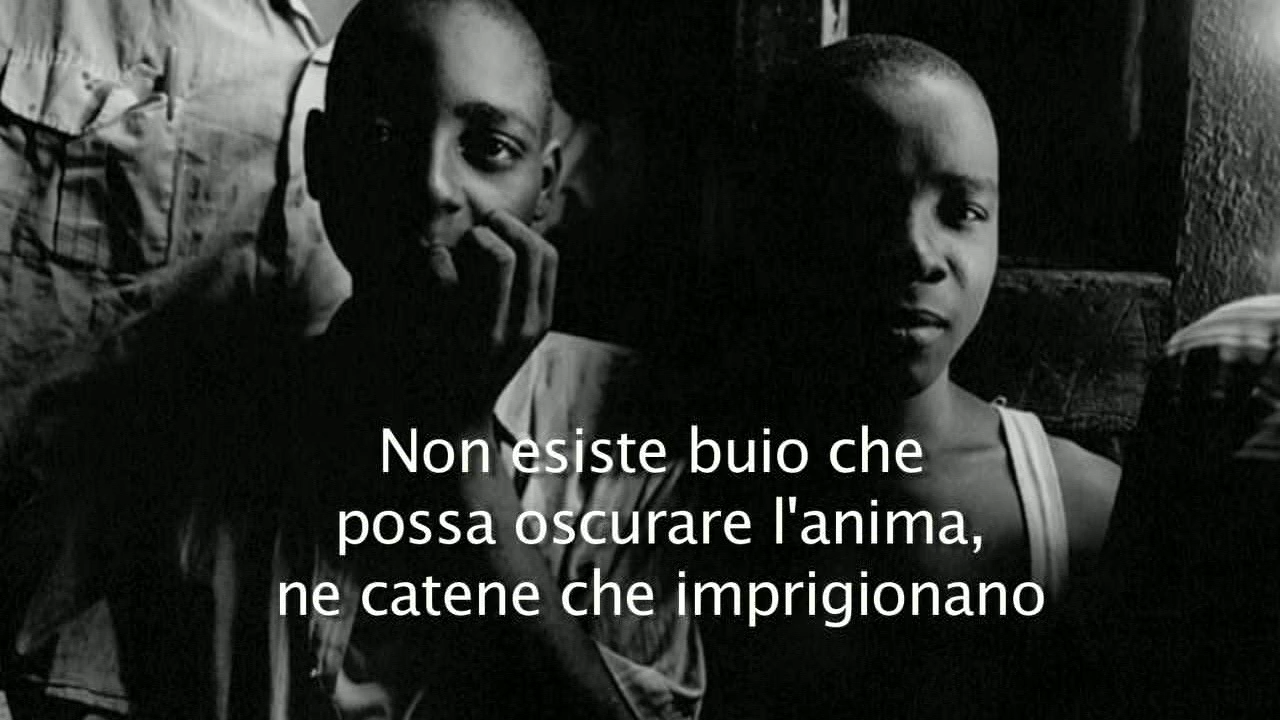 Non esiste buio che
possa oscurare l'anima,
ne catene che imprigionano